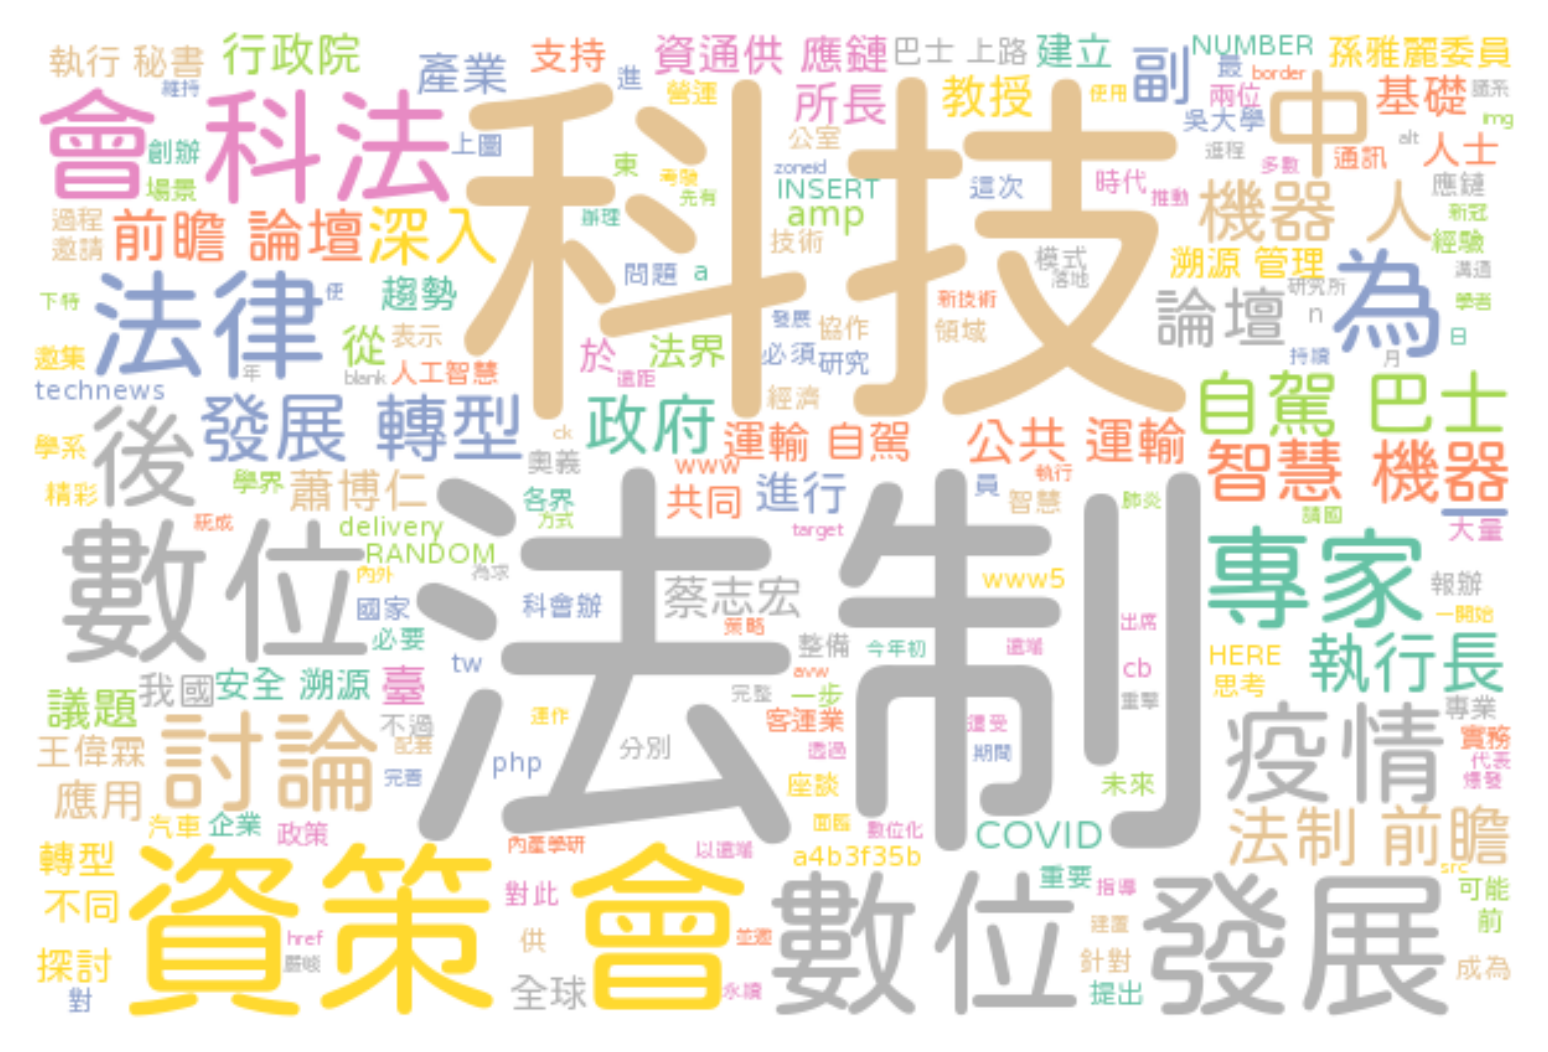 執行 秘書
行政院
產業
支持
資通供 應鏈
巴士 上路
建立
副
NUMBER
孫雅麗委員
維持
進
營運
所長
教授
使用
最
border
兩位
中
基礎
會 科法
創辦
上圖
科技
公室
吳大學
img
alt
人士
場景
東
先有
zoneid
INSERT
這次
時代
推動
多數
通訊
應鏈
過程
邀請
前瞻 論壇
深入
辦理
amp
技術
機器 人
新冠
經驗
法律
便
趨勢
問題
a
模式
落地
溯源 管理
為
溝通
下特
新技術
論壇
研究所
n
學者
從
表示
於
法界
發展
協作
領域
日
邀集
年
blank
人工智慧
遠距
必須
研究
持續
月
technews
發展 轉型
政府
經濟
自駕 巴士
後
ck
運輸 自駕
公共 運輸
智慧 機器
學系
奧義
www
執行
精彩
學界
蕭博仁
各界
共同
進行
員
智慧
肺炎
統成
delivery
方式
法制
target
請國
大量
數位
RANDOM
為求
www5
專家
內外
國家
科會辦
蔡志宏
報辦
一開始
必要
策略
整備
今年初
遠端
出席
HERE
執行長
tw
avw
cb
思考
議題
我國
安全 溯源
臺
完整
一步
重擊
疫情
專業
不過
運作
客運業
遭受
王偉霖
討論
配套
分別
透過
期間
實務
代表
完善
php
座談
未來
爆發
應用
汽車
企業
政策
面臨
數位化
COVID
法制 前瞻
內產學研
以遠端
a4b3f35b
轉型
資策 會
src
重要
指導
可能
不同
對此
數位 發展
前
href
供
並邀
建置
探討
嚴峻
針對
成為
對
全球
永續
提出